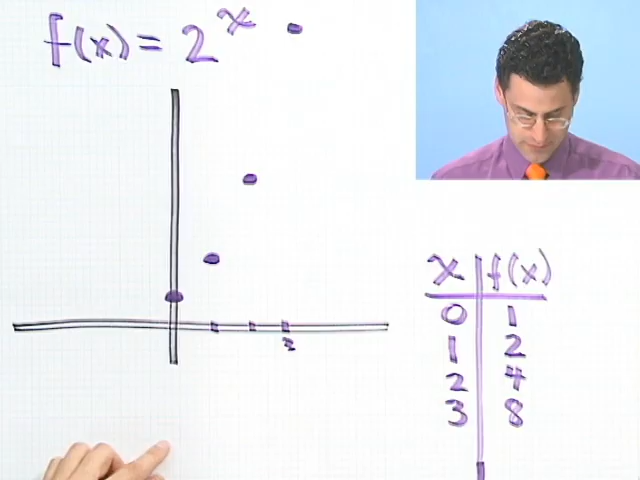 f(x) = 2^x
x f(x)
0 1
1 2
2 4
3 8